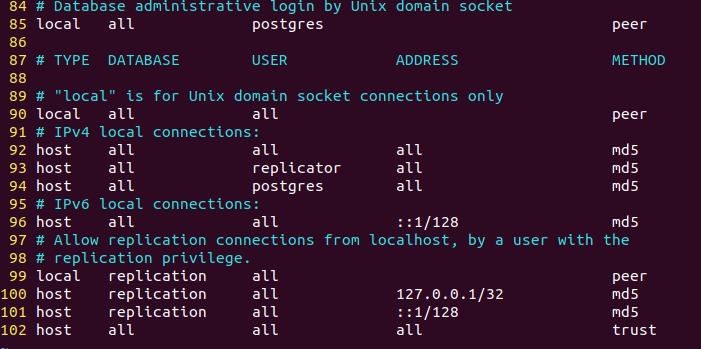 84 # Database administrative login by Unix domain socket
85 local   all             postgres                                peer
86
87 # TYPE  DATABASE        USER            ADDRESS                 METHOD
88
89 # "local" is for Unix domain socket connections only
90 local   all             all                                     peer
91 # IPv4 local connections:
92 host    all             all             all                     md5
93 host    all             replicator      all                     md5
94 host    all             postgres        all                     md5
95 # IPv6 local connections:
96 host    all             all             ::1/128                 md5
97 # Allow replication connections from localhost, by a user with the
98 # replication privilege.
99 local   replication     all                                     peer
100 host    replication     all             127.0.0.1/32            md5
101 host    replication     all             ::1/128                 md5
102 host    all             all             all                     trust